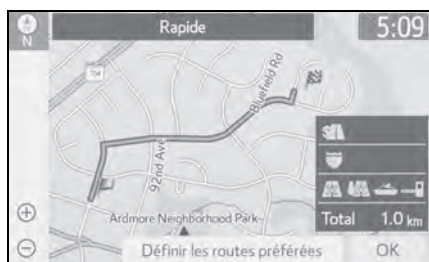 N
Rapide
5:09
704
Bluefield Rd
92nd Ave
Ardmore Neighborhood Park
Total 1.0 km
Définir les routes préférées
OK